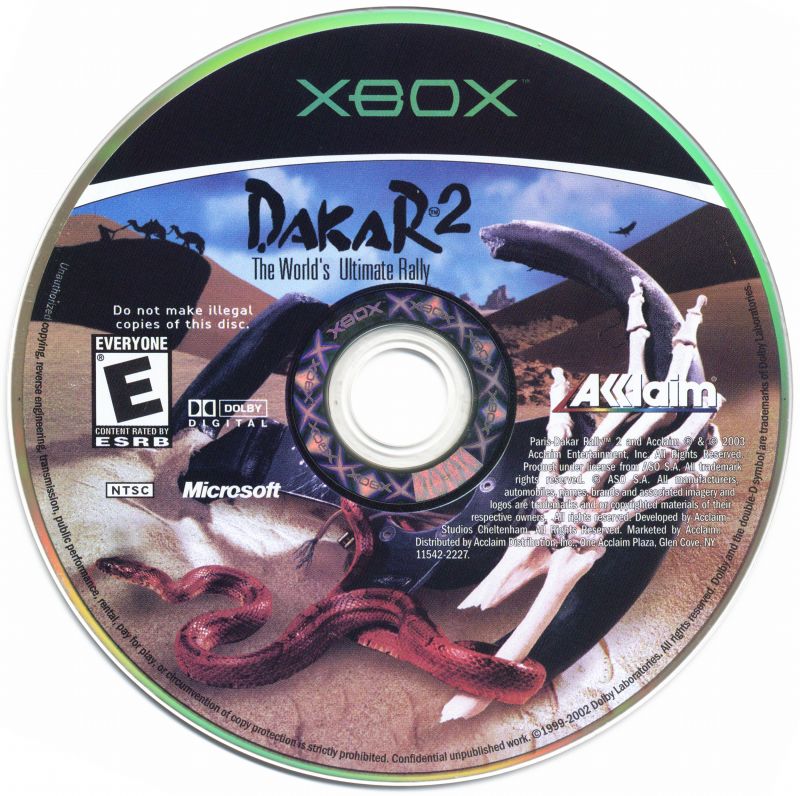 XBOX™
DAKAR™2
The World's Ultimate Rally
Do not make illegal
copies of this disc.
EVERYONE
E
®
CONTENT RATED BY
ESRB
DOLBY
DIGITAL
NTSC
Microsoft
XBOX XBOX XBOX XBOX XBOX
AKKlaim
Paris-Dakar Rally™ 2 and Acclaim ® & © 2003
Acclaim Entertainment, Inc. All Rights Reserved.
Product under license from ASO S.A. All trademark
rights reserved. © ASO S.A. All manufacturers,
automobiles, names, brands and associated imagery and
logos are trademarks and/or copyrighted materials of their
respective owners. All rights reserved. Developed by Acclaim
Studios Cheltenham. All Rights Reserved. Marketed by Acclaim.
Distributed by Acclaim Distribution, Inc., One Acclaim Plaza, Glen Cove, NY
11542-2227.
Unauthorized copying, reverse engineering, transmission, public performance, rental, pay for play, or circumvention of copy protection is strictly prohibited. Confidential unpublished work. ©1999-2002 Dolby Laboratories. All rights reserved. Dolby and the double-D symbol are trademarks of Dolby Laboratories.